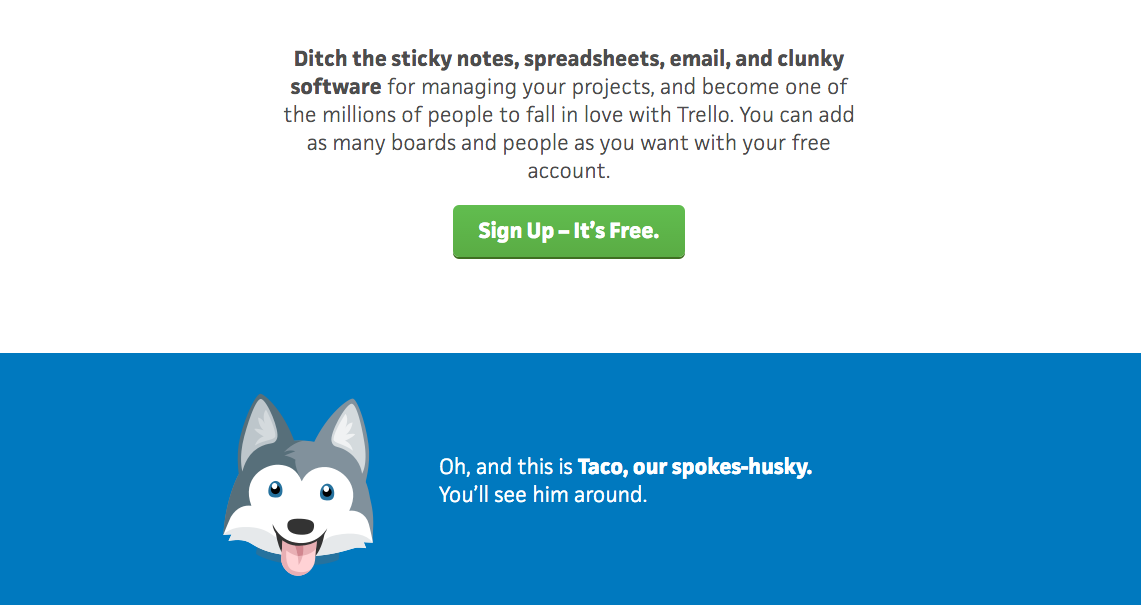 Ditch the sticky notes, spreadsheets, email, and clunky
software for managing your projects, and become one of
the millions of people to fall in love with Trello. You can add
as many boards and people as you want with your free
account.
Sign Up – It’s Free.
Oh, and this is Taco, our spokes-husky.
You’ll see him around.